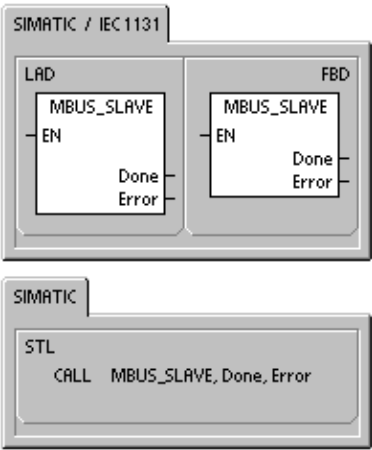 SIMATIC / IEC 1131
LAD
FBD
MBUS_SLAVE
EN
Done
Error
MBUS_SLAVE
EN
Done
Error
SIMATIC
STL
CALL MBUS_SLAVE, Done, Error